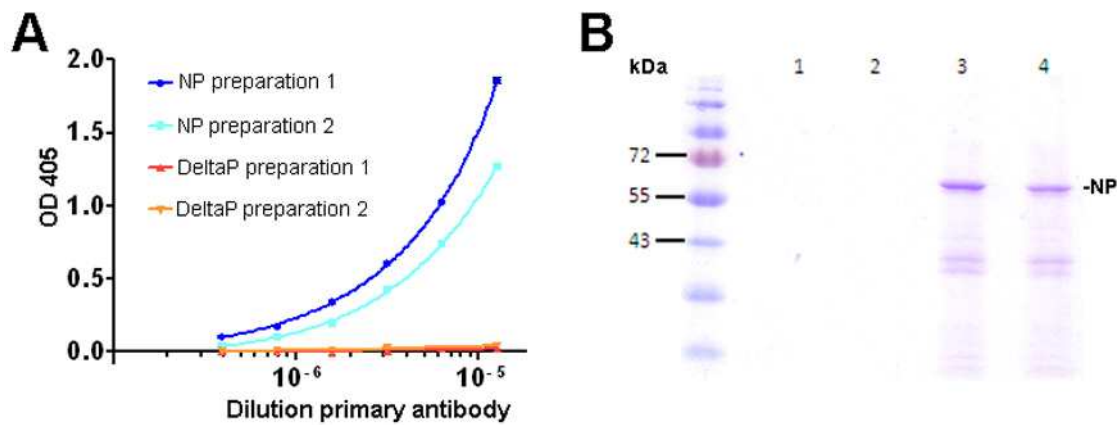 A
2.0
1.5
1.0
0.5
0.0
OD 405
NP preparation 1
NP preparation 2
DeltaP preparation 1
DeltaP preparation 2
10-6
10-5
Dilution primary antibody
B
kDa
1
2
3
4
72
55
43
-NP